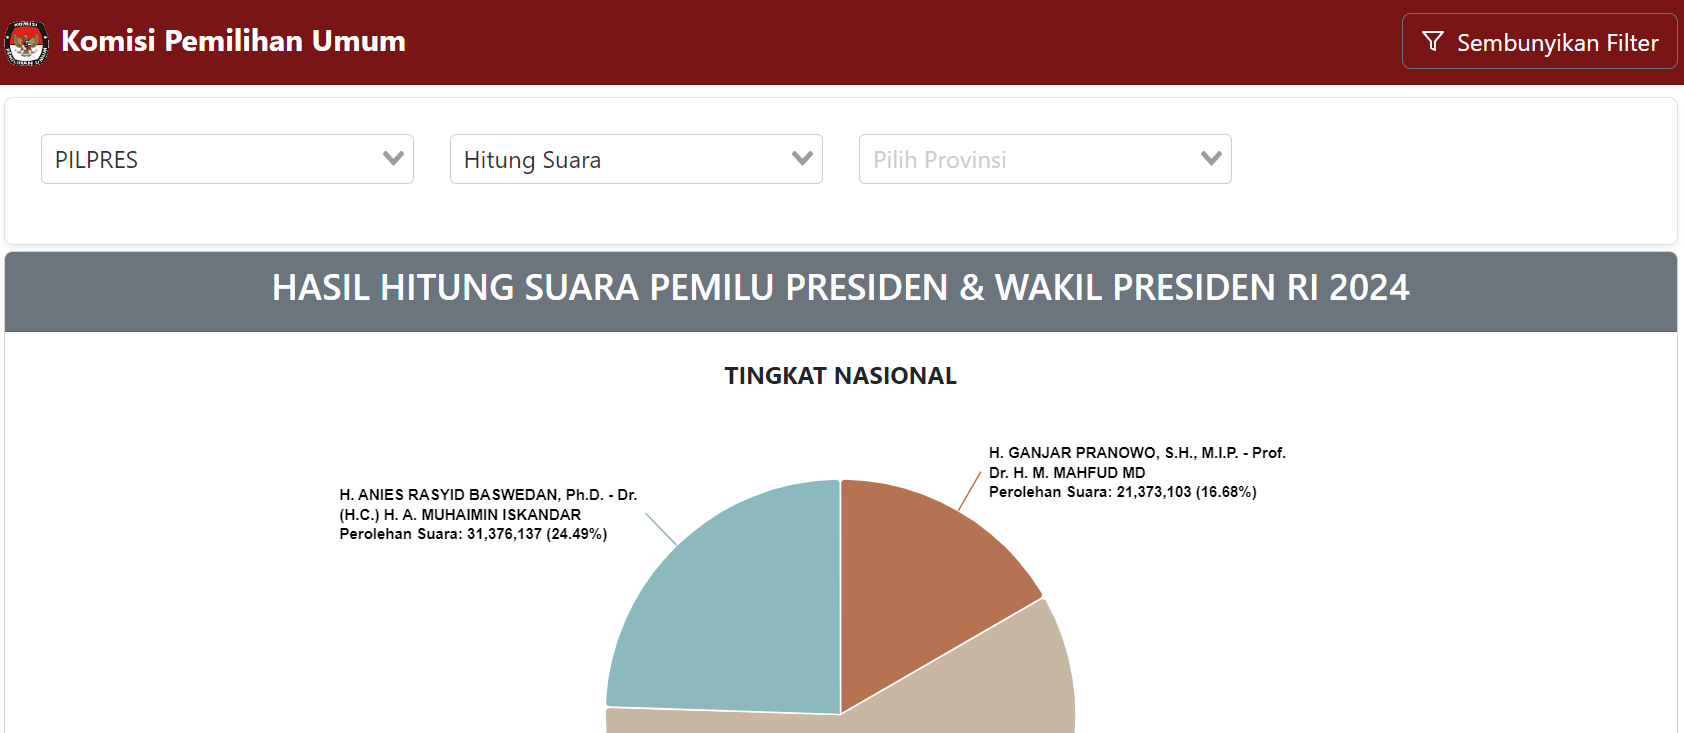 Komisi Pemilihan Umum
Sembunyikan Filter
PILPRES
Hitung Suara
Pilih Provinsi
HASIL HITUNG SUARA PEMILU PRESIDEN & WAKIL PRESIDEN RI 2024
TINGKAT NASIONAL
H. GANJAR PRANOWO, S.H., M.I.P. - Prof.
Dr. H. M. MAHFUD MD
Perolehan Suara: 21,373,103 (16.68%)
H. ANIES RASYID BASWEDAN, Ph.D. - Dr.
(H.C.) H. A. MUHAIMIN ISKANDAR
Perolehan Suara: 31,376,137 (24.49%)